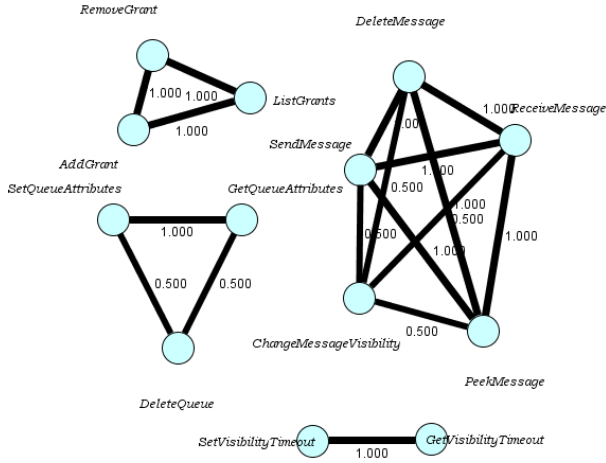 RemoveGrant
DeleteMessage
1.000
1.000
ListGrants
1.000
1.000
ReceiveMessage
1.000
SendMessage
AddGrant
1.000
SetQueueAttributes
GetQueueAttributes
0.500
1.000
0.500
1.000
0.500
1.000
1.000
0.500
0.500
0.500
ChangeMessageVisibility
PeekMessage
DeleteQueue
SetVisibilityTimeout
GetVisibilityTimeout
1.000